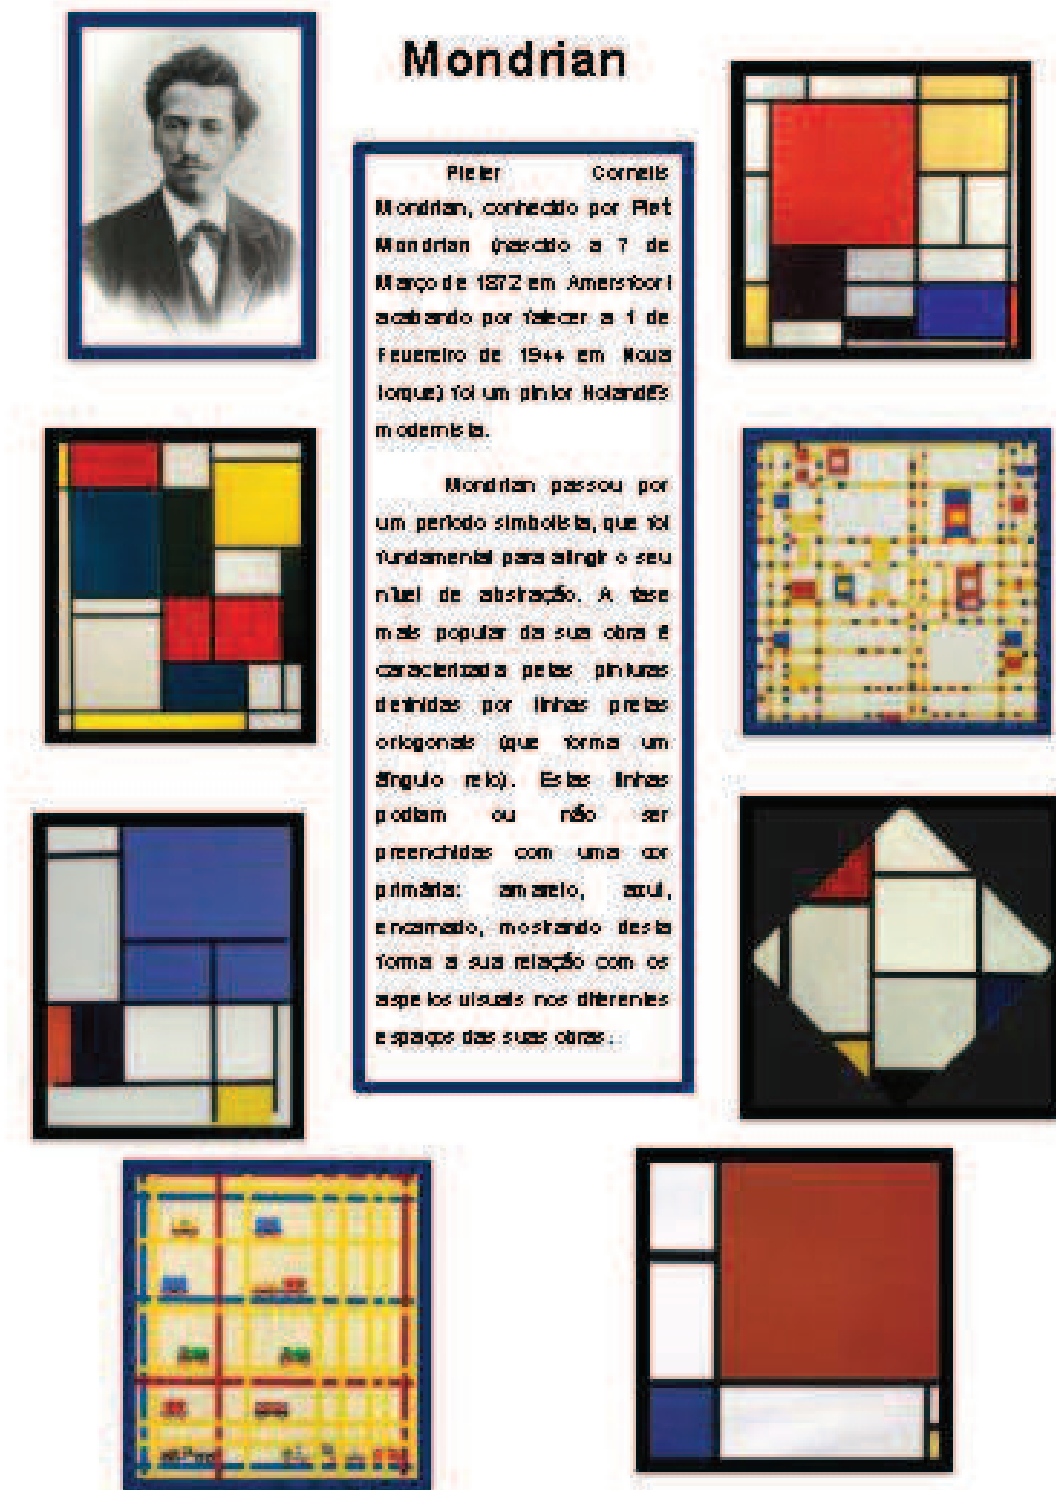 Mondrian
Pieter Cornelis
Mondrian, conhecido por Piet
Mondrian (nascido a 7 de
Março de 1872 em Amersfoort
acabando por falecer a 1 de
Fevereiro de 1944 em Nova
Iorque) foi um pintor Holandês
modernista.
Mondrian passou por
um período simbolista, que foi
fundamental para atingir o seu
nível de abstração. A fase
mais popular da sua obra é
caracterizada pelas pinturas
definidas por linhas pretas
ortogonais (que forma um
ângulo reto). Estas linhas
podiam ou não ser
preenchidas com uma cor
primária: amarelo, azul,
encarnado, mostrando desta
forma a sua relação com os
aspetos visuais nos diferentes
espaços das suas obras..